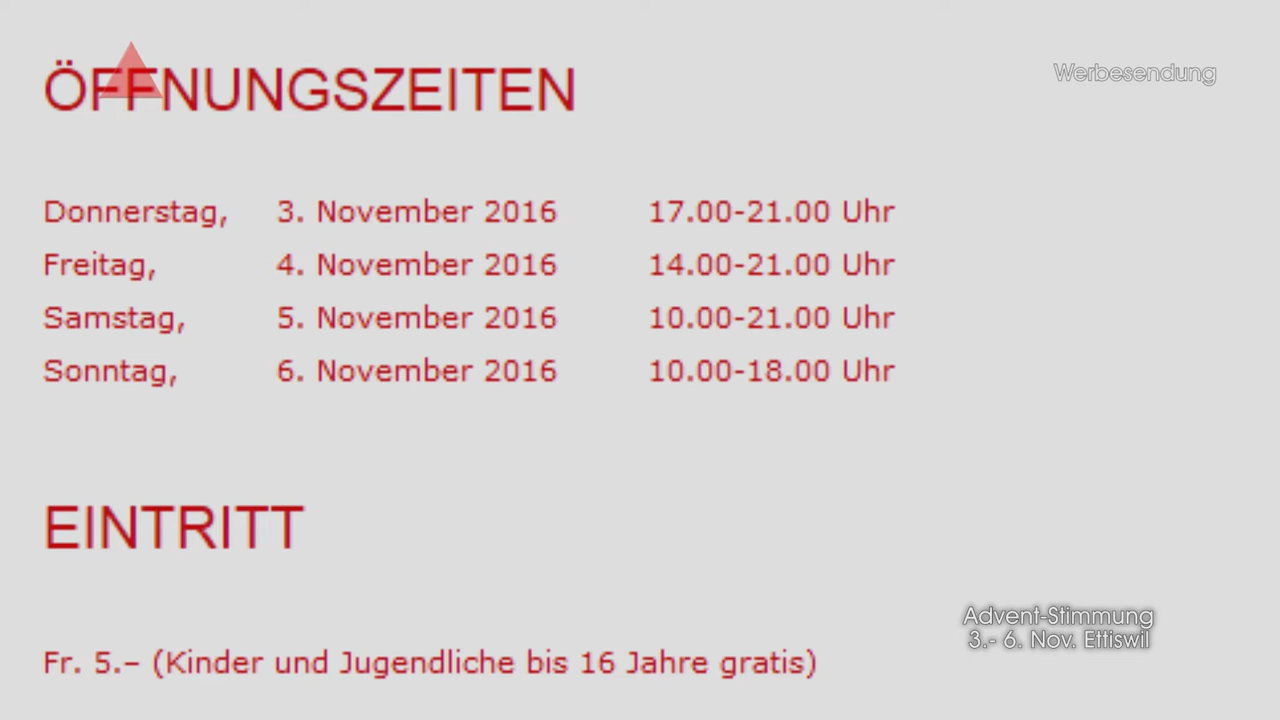 ÖFFNUNGSZEITEN
Werbesendung
Donnerstag, 3. November 2016 17.00-21.00 Uhr
Freitag, 4. November 2016 14.00-21.00 Uhr
Samstag, 5. November 2016 10.00-21.00 Uhr
Sonntag, 6. November 2016 10.00-18.00 Uhr
EINTRITT
Fr. 5.– (Kinder und Jugendliche bis 16 Jahre gratis)
Advent-Stimmung
3.- 6. Nov. Ettiswil